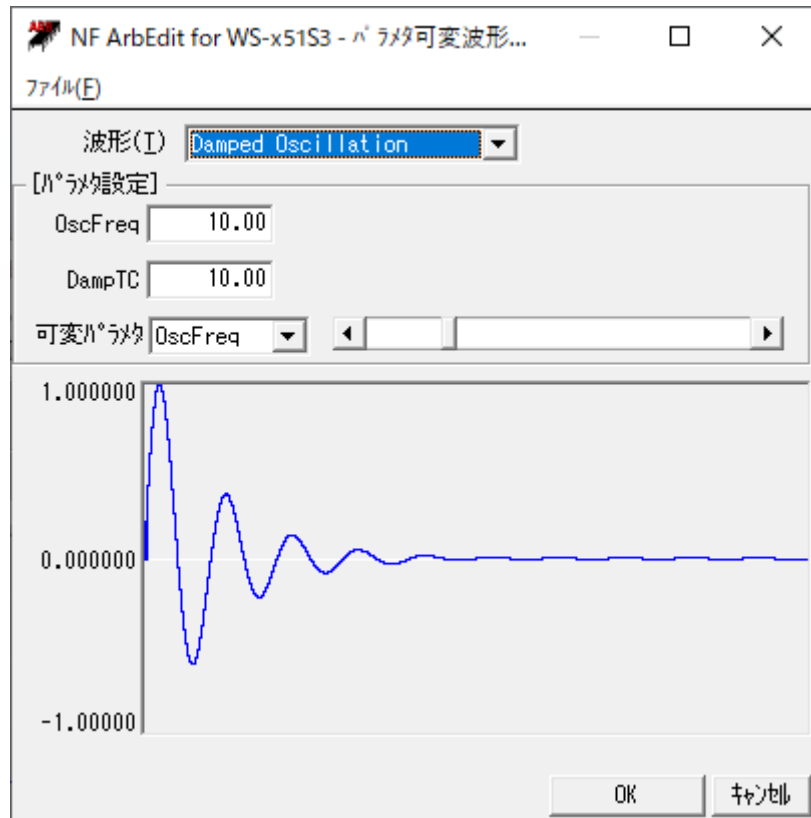 NF ArbEdit for WS-x51S3 - ﾊﾟﾗﾒﾀ可変波形...
ﾌｧｲﾙ(F)
波形(T) Damped Oscillation
[ﾊﾟﾗﾒﾀ設定]
OscFreq 10.00
DampTC 10.00
可変ﾊﾟﾗﾒﾀ OscFreq
1.000000
0.000000
-1.00000
OK ｷｬﾝｾﾙ